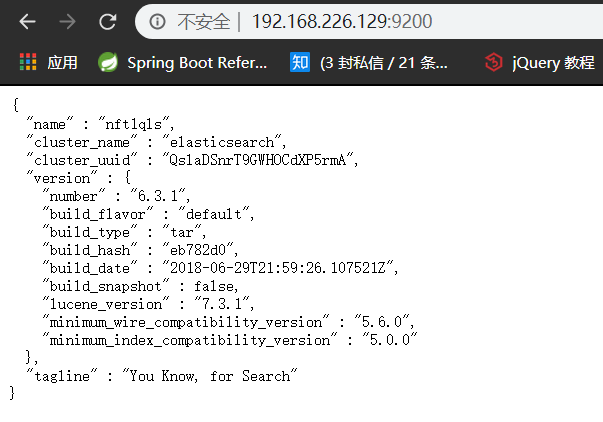 不安全 | 192.168.226.129:9200
应用 Spring Boot Refer... 知 (3 封私信 / 21 条... jQuery 教程
{
"name" : "nft1qls",
"cluster_name" : "elasticsearch",
"cluster_uuid" : "QslaDSnrT9GWHOCdXP5rmA",
"version" : {
"number" : "6.3.1",
"build_flavor" : "default",
"build_type" : "tar",
"build_hash" : "eb782d0",
"build_date" : "2018-06-29T21:59:26.107521Z",
"build_snapshot" : false,
"lucene_version" : "7.3.1",
"minimum_wire_compatibility_version" : "5.6.0",
"minimum_index_compatibility_version" : "5.0.0"
},
"tagline" : "You Know, for Search"
}